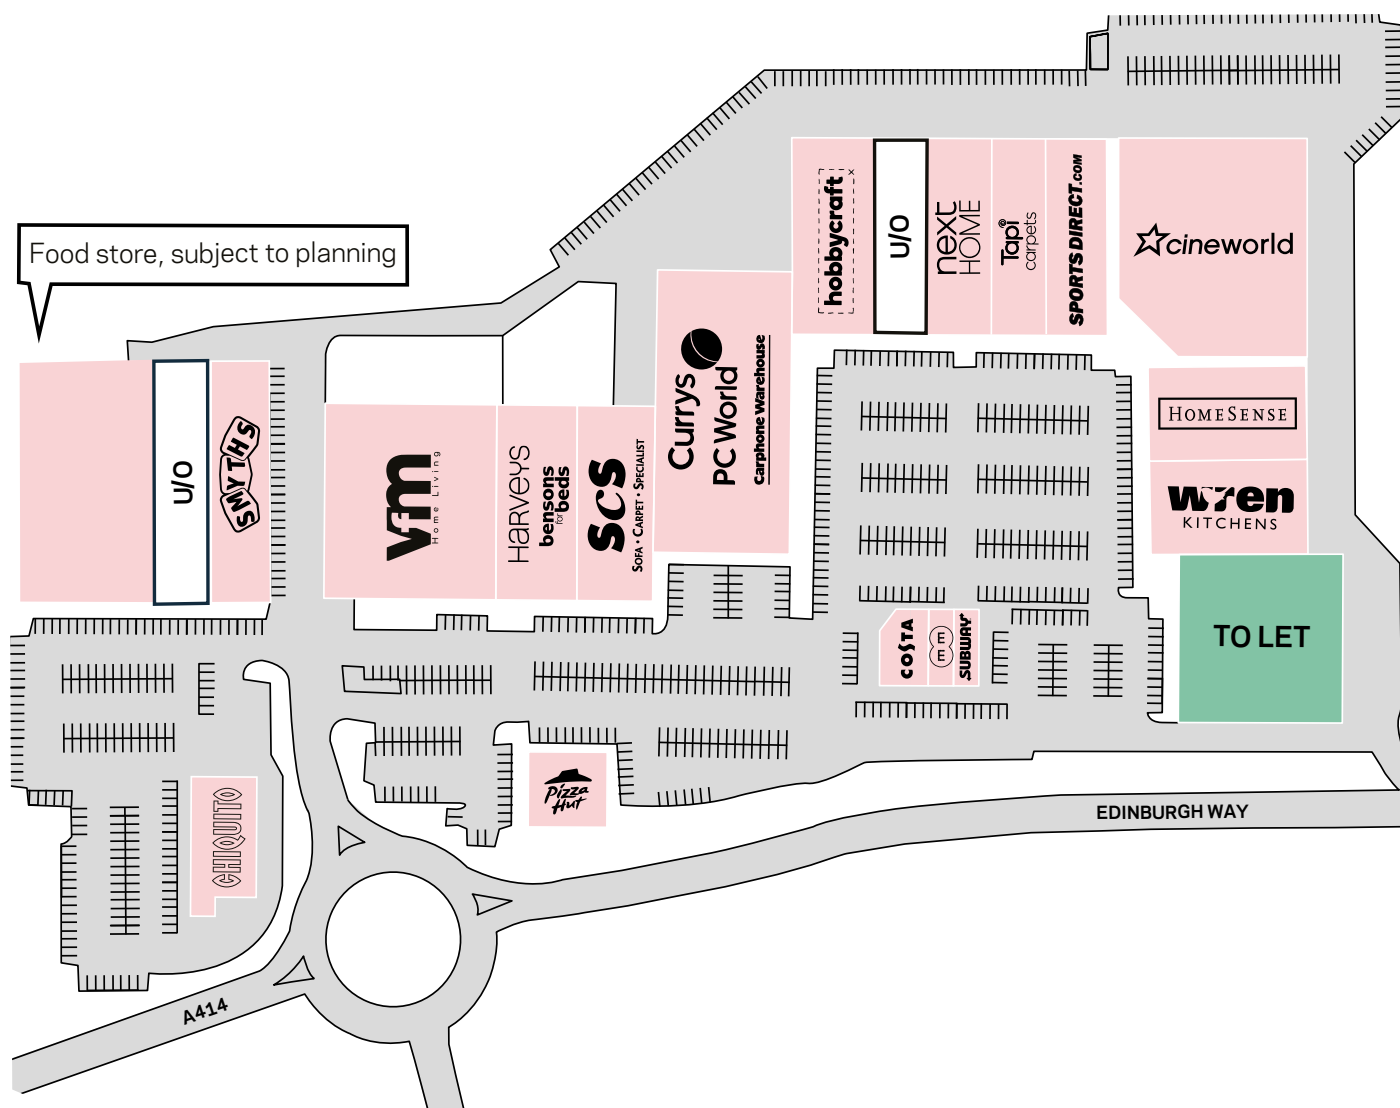 Food store, subject to planning
U/O
SMYTHS
Vfm
Home Living
HARVEYS
bensons
for
beds
SCS
SOFA • CARPET • SPECIALIST
Currys
PC World
Carphone Warehouse
hobbycraft
U/O
next
HOME
Tapi
carpets
SPORTS DIRECT.COM
cineworld
HOMESENSE
wren
KITCHENS
TO LET
COSTA
EE
SUBWAY
Pizza
Hut
CHIQUITO
EDINBURGH WAY
A414